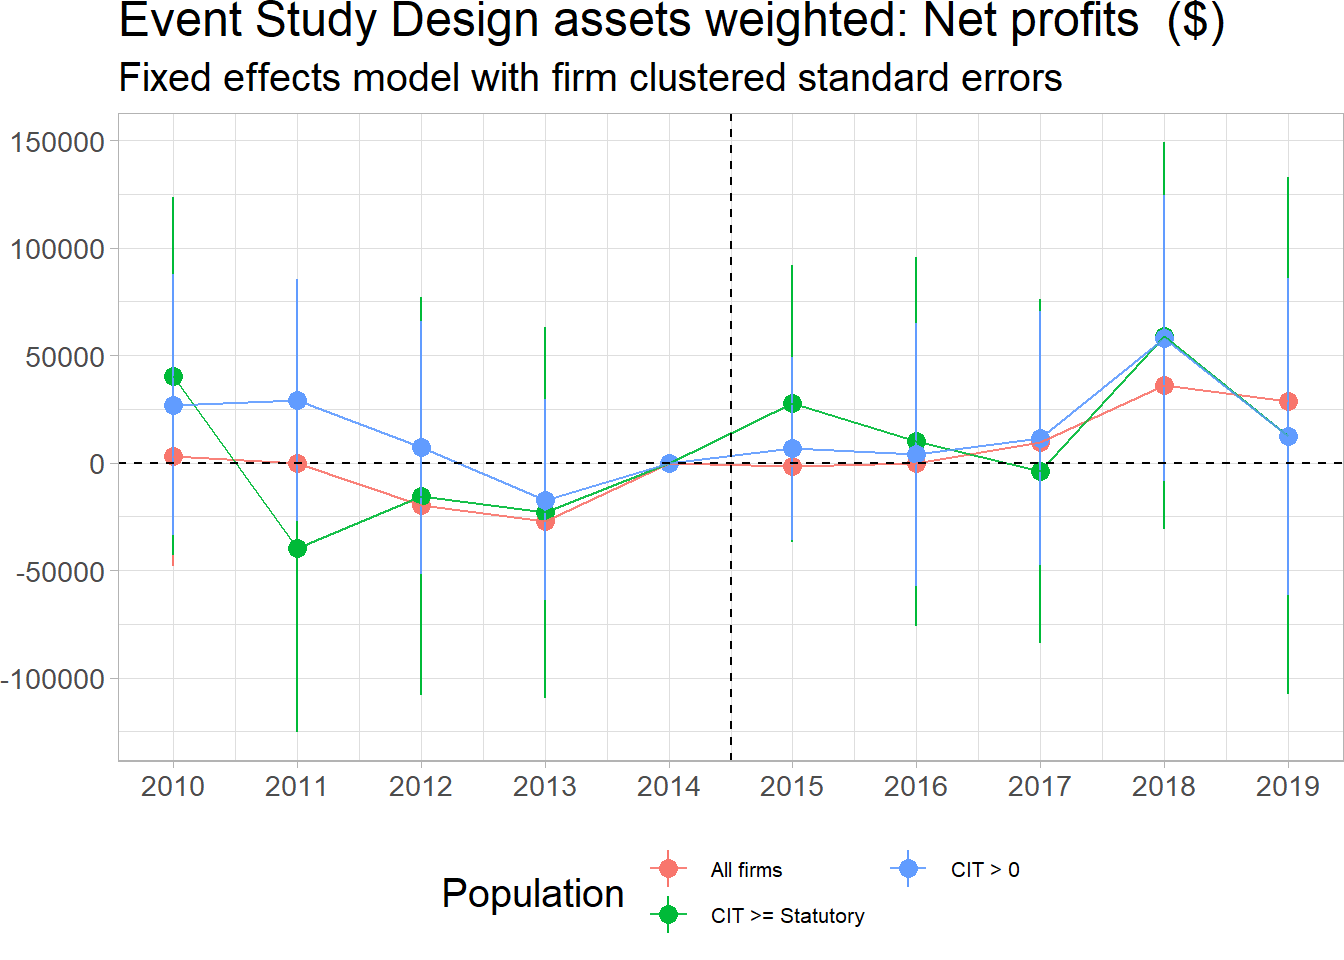 Event Study Design assets weighted: Net profits  ($)
Fixed effects model with firm clustered standard errors
150000
100000
50000
0
-50000
-100000
2010 2011 2012 2013 2014 2015 2016 2017 2018 2019
Population
All firms
CIT > 0
CIT >= Statutory